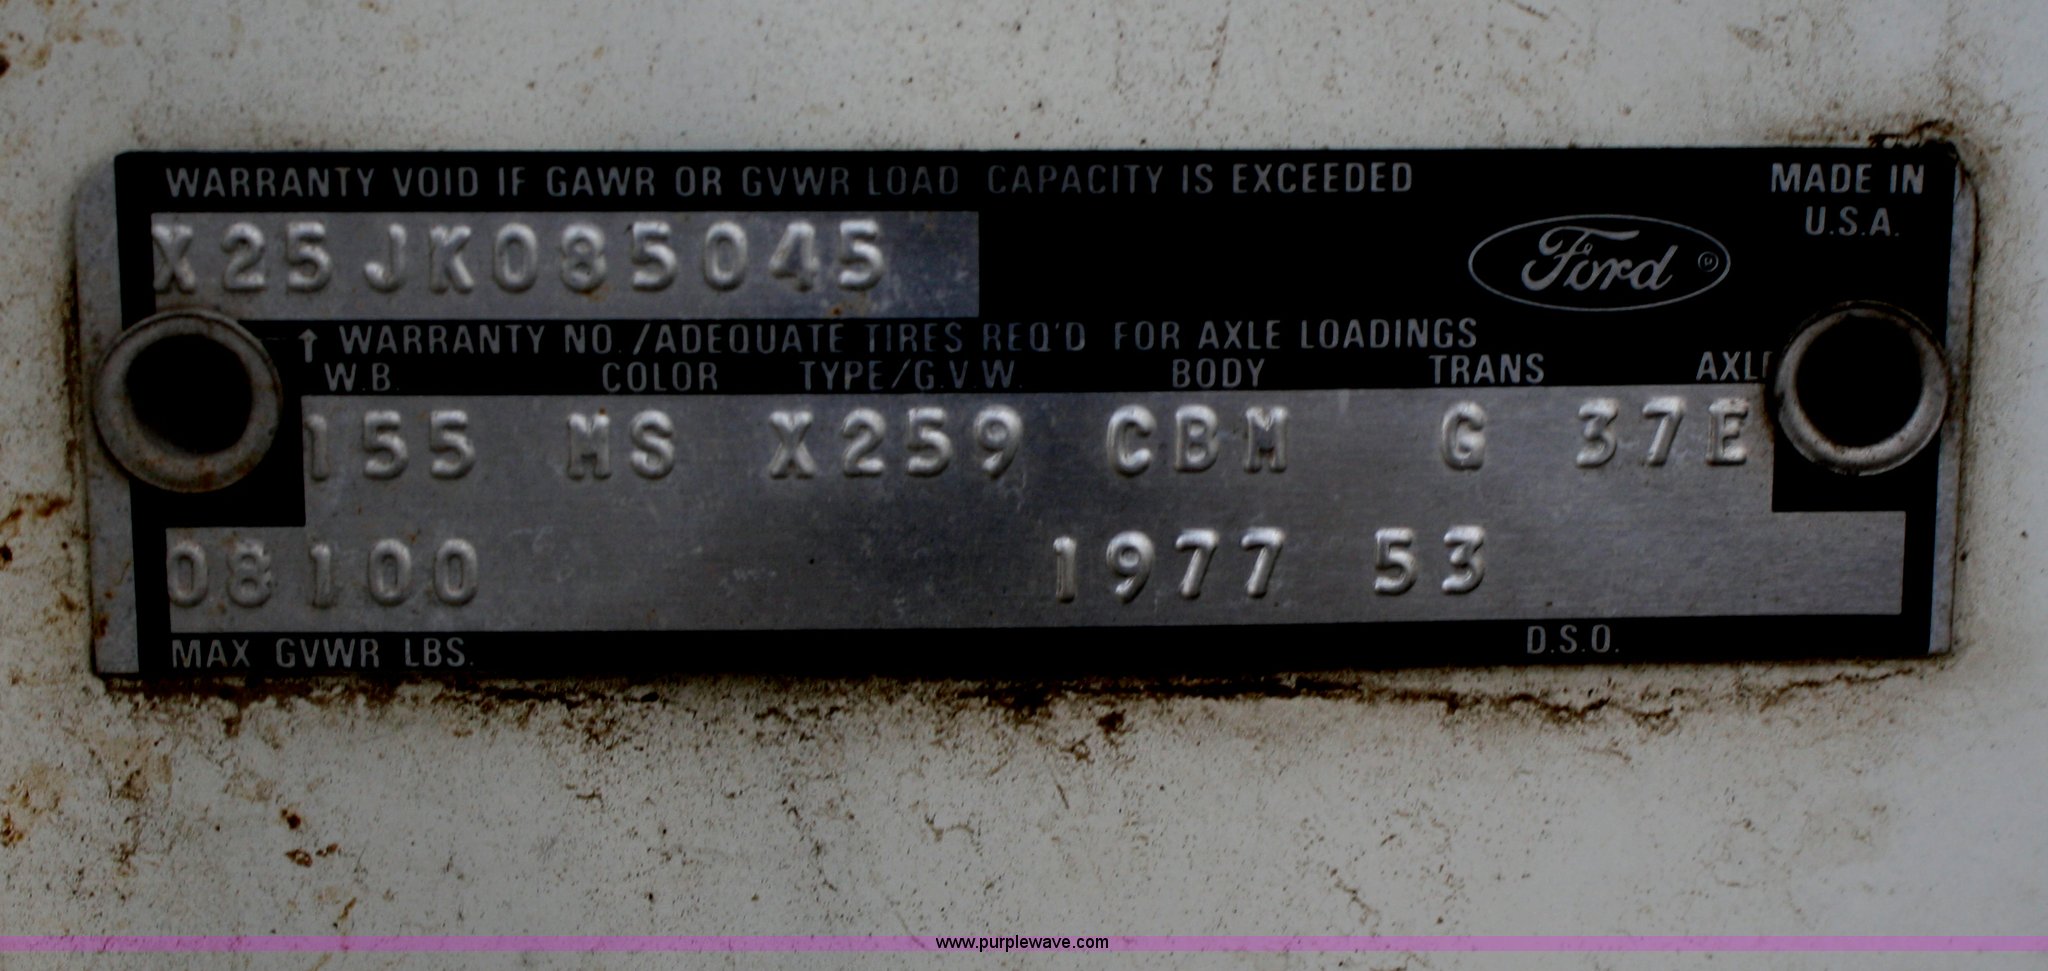 WARRANTY VOID IF GAWR OR GVWR LOAD CAPACITY IS EXCEEDED
MADE IN
U.S.A.
X25JK085045
Ford
↑ WARRANTY NO./ADEQUATE TIRES REQ'D FOR AXLE LOADINGS
W.B. COLOR TYPE/G.V.W. BODY TRANS AXLE
155 MS X259 CBM G 37E
08100 1977 53
MAX GVWR LBS. D.S.O.
www.purplewave.com